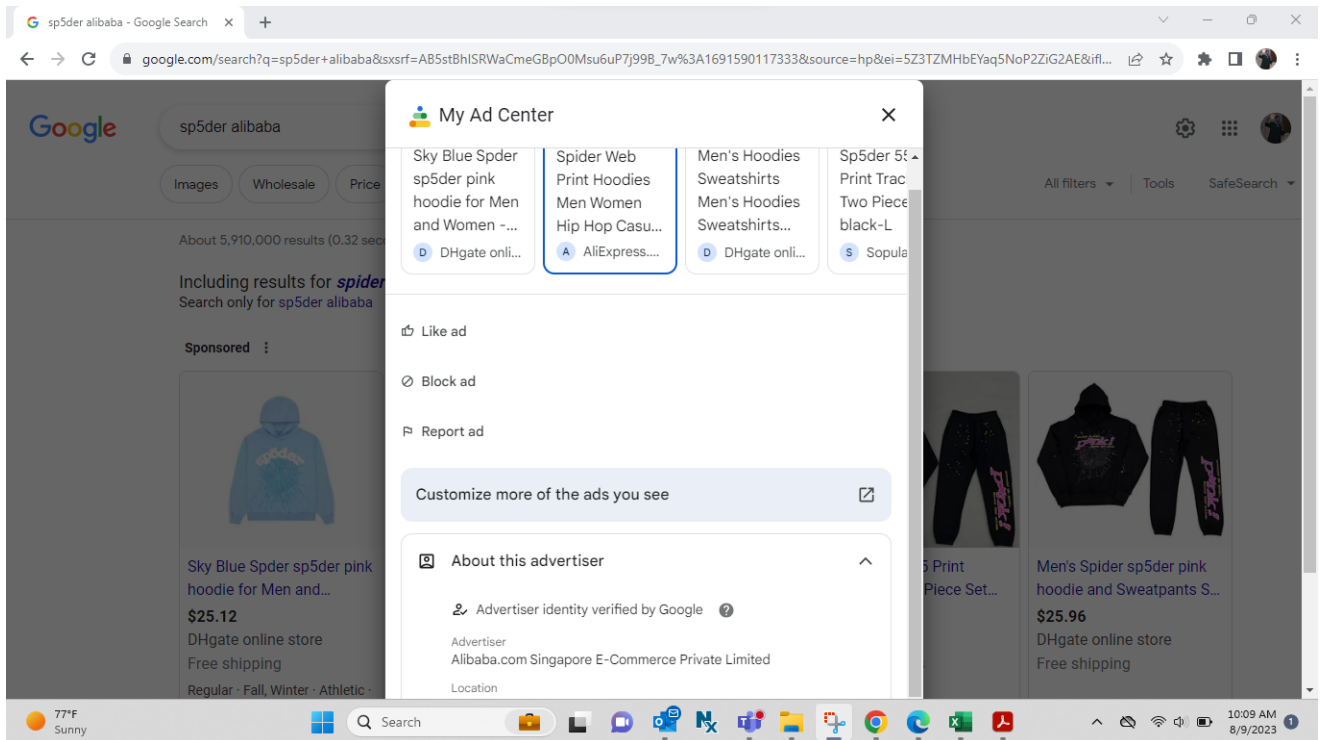 sp5der alibaba - Google Search
google.com/search?q=sp5der+alibaba&sxsrf=AB5stBhISRWaCmeGBpO0Msu6uP7j99B_7w%3A1691590117333&source=hp&ei=5Z3TZMHbEYaq5NoP2ZiG2AE&ifl...
Google
sp5der alibaba
Images
Wholesale
Price
All filters
Tools
SafeSearch
About 5,910,000 results (0.32 sec
Including results for spider
Search only for sp5der alibaba
Sponsored
My Ad Center
Sky Blue Spder
sp5der pink
hoodie for Men
and Women -...
D DHgate onli...
Spider Web
Print Hoodies
Men Women
Hip Hop Casu...
A AliExpress....
Men's Hoodies
Sweatshirts
Men's Hoodies
Sweatshirts...
D DHgate onli...
Sp5der 55
Print Trac
Two Piece
black-L
S Sopula
Like ad
Block ad
Report ad
Customize more of the ads you see
About this advertiser
Advertiser identity verified by Google
Advertiser
Alibaba.com Singapore E-Commerce Private Limited
Location
sp5der
Sky Blue Spder sp5der pink
hoodie for Men and...
$25.12
DHgate online store
Free shipping
Regular · Fall, Winter · Athletic ·
5 Print
Piece Set...
pink!
pink!
Men's Spider sp5der pink
hoodie and Sweatpants S...
$25.96
DHgate online store
Free shipping
77°F
Sunny
Search
10:09 AM
8/9/2023
1